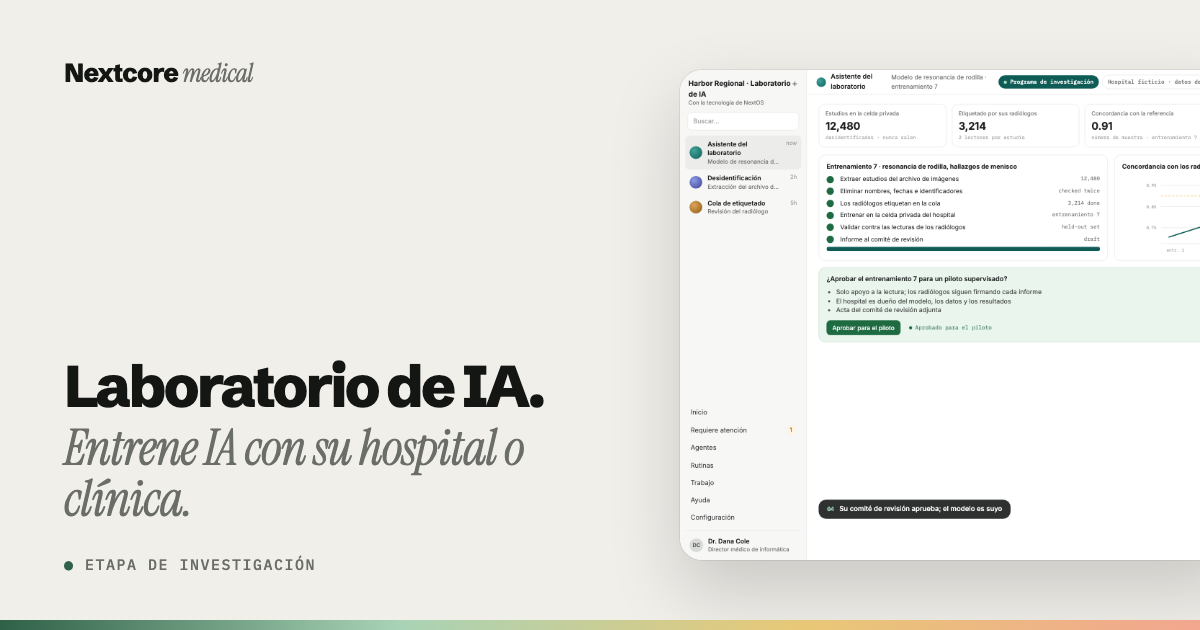 Nextcore medical
Laboratorio de IA.
Entrene IA con su hospital o
clínica.
ETAPA DE INVESTIGACIÓN
Harbor Regional · Laboratorio +
de IA
Con la tecnología de NextOS
Buscar...
Asistente del
laboratorio
now
Modelo de resonancia d...
Desidentificación
2h
Extracción del archivo d...
Cola de etiquetado
5h
Revisión del radiólogo
Inicio
Requiere atención 1
Agentes
Rutinas
Trabajo
Ayuda
Configuración
DC
Dr. Dana Cole
Director médico de informática
Asistente del
laboratorio
Modelo de resonancia de rodilla ·
entrenamiento 7
Programa de investigación
Hospital ficticio · datos de
Estudios en la celda privada
12,480
desidentificados · nunca salen
Etiquetado por sus radiólogos
3,214
2 lectores por estudio
Concordancia con la referencia
0.91
número de muestra · entrenamiento 7
Entrenamiento 7 · resonancia de rodilla, hallazgos de menisco
Extraer estudios del archivo de imágenes 12,480
Eliminar nombres, fechas e identificadores checked twice
Los radiólogos etiquetan en la cola 3,214 done
Entrenar en la celda privada del hospital entrenamiento 7
Validar contra las lecturas de los radiólogos held-out set
Informe al comité de revisión draft
Concordancia con los rad
¿Aprobar el entrenamiento 7 para un piloto supervisado?
• Solo apoyo a la lectura; los radiólogos siguen firmando cada informe
• El hospital es dueño del modelo, los datos y los resultados
• Acta del comité de revisión adjunta
Aprobar para el piloto
Aprobado para el piloto
04 Su comité de revisión aprueba; el modelo es suyo